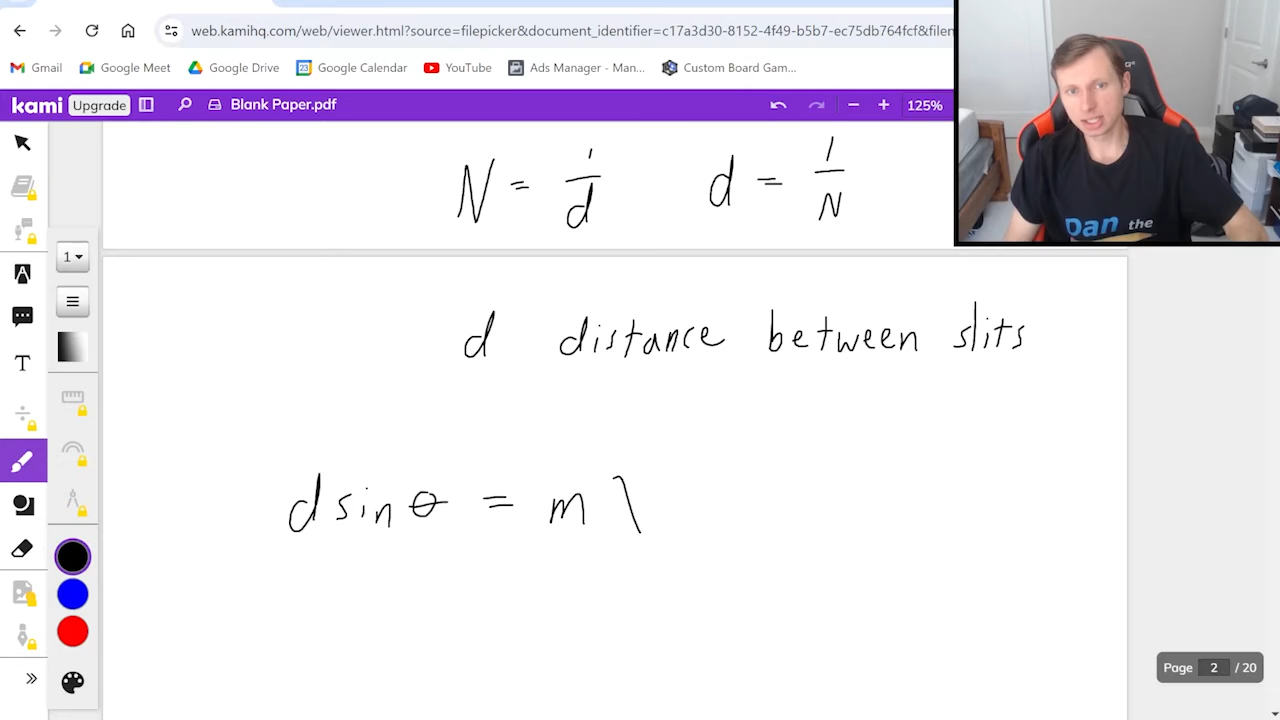 web.kamihq.com/web/viewer.html?source=filepicker&document_identifier=c17a3d30-8152-4f49-b5b7-ec75db764fcf&filen
Gmail Google Meet Google Drive 23 Google Calendar YouTube Ads Manager - Man... Custom Board Gam...
kami Upgrade Blank Paper.pdf 125%
N = 1/d d = 1/N
Dan the
1
d distance between slits
T
d sin θ = m \
Page 2 / 20